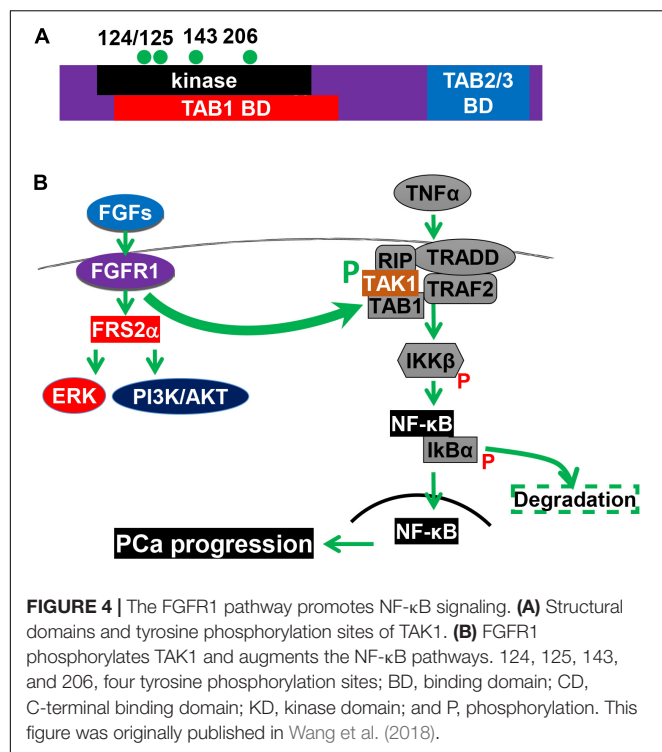 A
124/125 143 206
kinase
TAB1 BD
TAB2/3
BD
B
FGFs
FGFR1
FRS2α
ERK
PI3K/AKT
TNFα
RIP
TRADD
P
TAK1
TAB1
TRAF2
IKKβ
P
NF-κB
IkBα
P
Degradation
NF-κB
PCa progression
FIGURE 4 | The FGFR1 pathway promotes NF-κB signaling. (A) Structural
domains and tyrosine phosphorylation sites of TAK1. (B) FGFR1
phosphorylates TAK1 and augments the NF-κB pathways. 124, 125, 143,
and 206, four tyrosine phosphorylation sites; BD, binding domain; CD,
C-terminal binding domain; KD, kinase domain; and P, phosphorylation. This
figure was originally published in Wang et al. (2018).